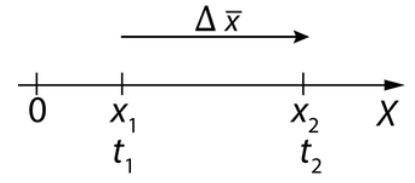 Δ x̅
0 x₁ x₂ X
t₁ t₂